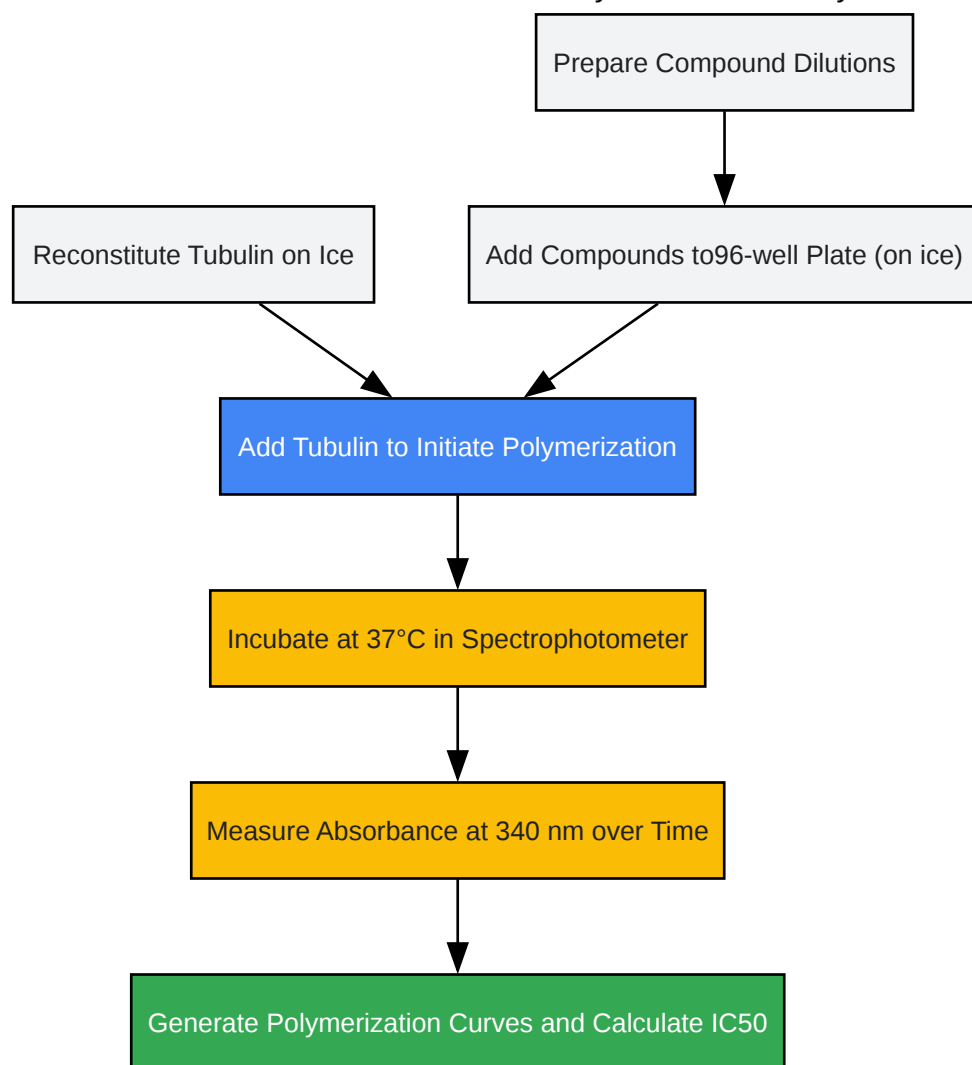 Prepare Compound Dilutions
Reconstitute Tubulin on Ice
Add Compounds to96-well Plate (on ice)
Add Tubulin to Initiate Polymerization
Incubate at 37°C in Spectrophotometer
Measure Absorbance at 340 nm over Time
Generate Polymerization Curves and Calculate IC50